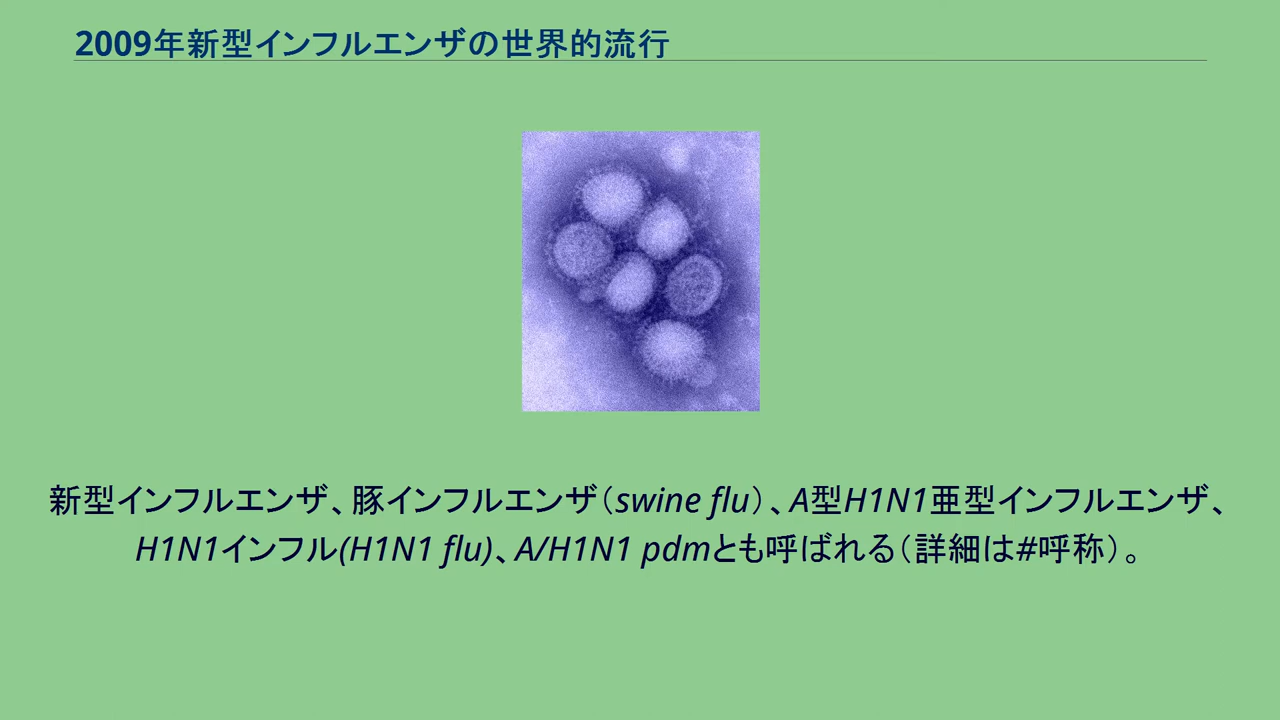 2009年新型インフルエンザの世界的流行
新型インフルエンザ、豚インフルエンザ（swine flu）、A型H1N1亜型インフルエンザ、
H1N1インフル(H1N1 flu)、A/H1N1 pdmとも呼ばれる（詳細は#呼称）。